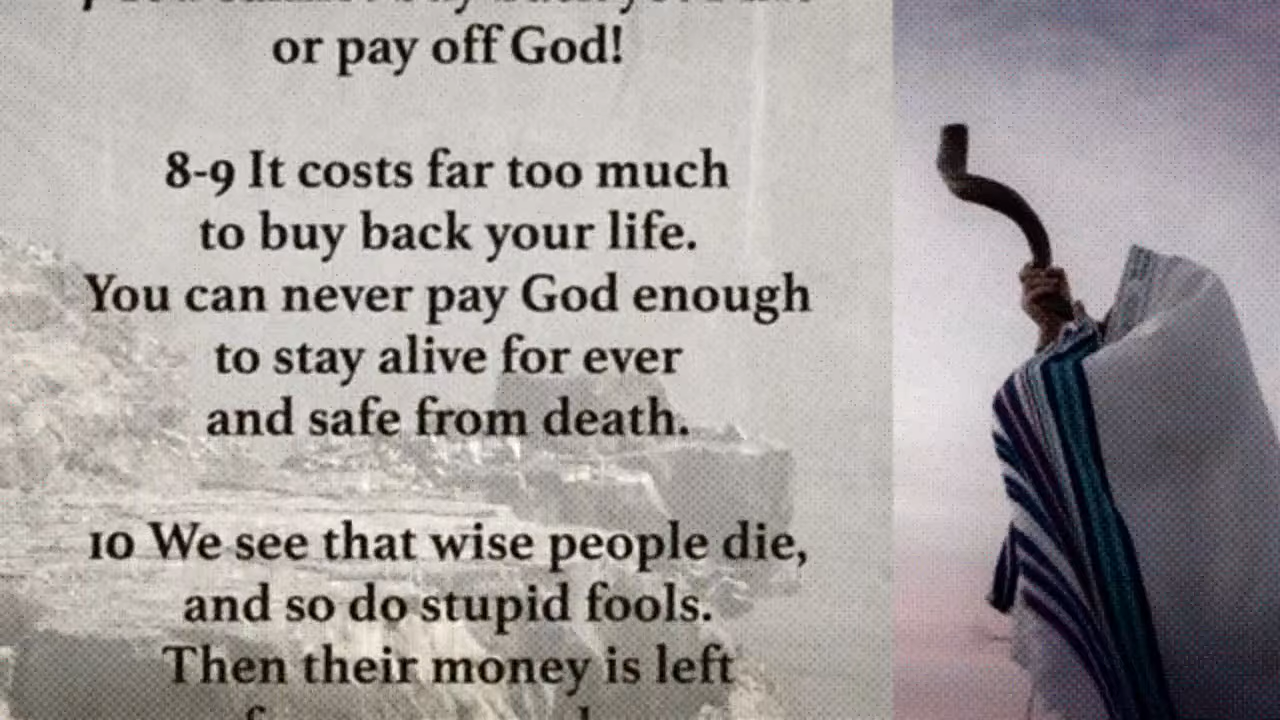 or pay off God!
8-9 It costs far too much
to buy back your life.
You can never pay God enough
to stay alive for ever
and safe from death.
10 We see that wise people die,
and so do stupid fools.
Then their money is left